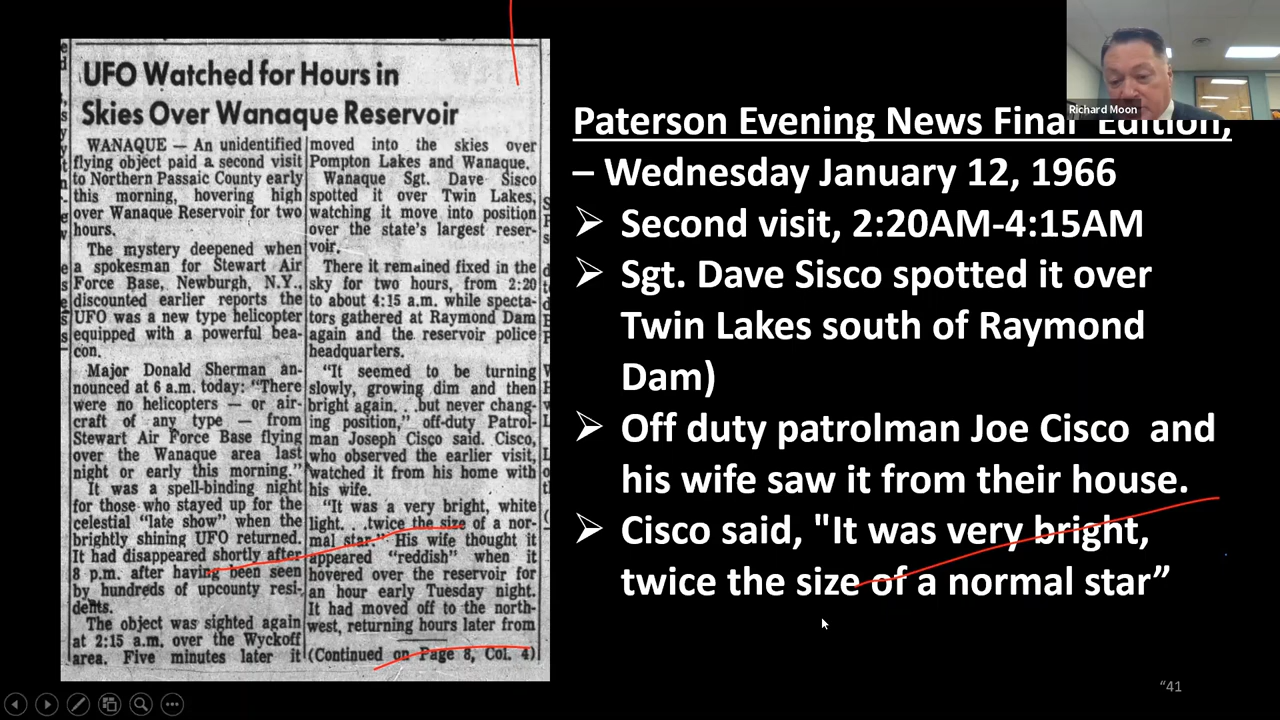 UFO Watched for Hours in
Skies Over Wanaque Reservoir
WANAQUE — An unidentified
flying object paid a second visit
to Northern Passaic County early
this morning, hovering high
over Wanaque Reservoir for two
hours.
The mystery deepened when
a spokesman for Stewart Air
Force Base, Newburgh, N.Y.,
discounted earlier reports the
UFO was a new type helicopter
equipped with a powerful bea-
con.
Major Donald Sherman an-
nounced at 6 a.m. today: "There
were no helicopters — or air-
craft of any type — from
Stewart Air Force Base flying
over the Wanaque area last
night or early this morning."
It was a spell-binding night
for those who stayed up for the
celestial "late show" when the
brightly shining UFO returned.
It had disappeared shortly after
8 p.m. after having been seen
by hundreds of upcounty resi-
dents.
The object was sighted again
at 2:15 a.m. over the Wyckoff
area. Five minutes later it
moved into the skies over
Pompton Lakes and Wanaque.
Wanaque Sgt. Dave Sisco
spotted it over Twin Lakes,
watching it move into position
over the state's largest reser-
voir.
There it remained fixed in the
sky for two hours, from 2:20
to about 4:15 a.m. while specta-
tors gathered at Raymond Dam
again and the reservoir police
headquarters.
"It seemed to be turning
slowly, growing dim and then
bright again. . .but never chang-
ing position," off-duty Patrol-
man Joseph Cisco said. Cisco,
who observed the earlier visit,
watched it from his home with
his wife.
"It was a very bright, white
light. . .twice the size of a nor-
mal star." His wife thought it
appeared "reddish" when it
hovered over the reservoir for
an hour early Tuesday night.
It had moved off to the north-
west, returning hours later from
(Continued on Page 8, Col. 4)
Paterson Evening News Final Edition,
– Wednesday January 12, 1966
➢ Second visit, 2:20AM-4:15AM
➢ Sgt. Dave Sisco spotted it over
Twin Lakes south of Raymond
Dam)
➢ Off duty patrolman Joe Cisco and
his wife saw it from their house.
➢ Cisco said, "It was very bright,
twice the size of a normal star”
Richard Moon
“41